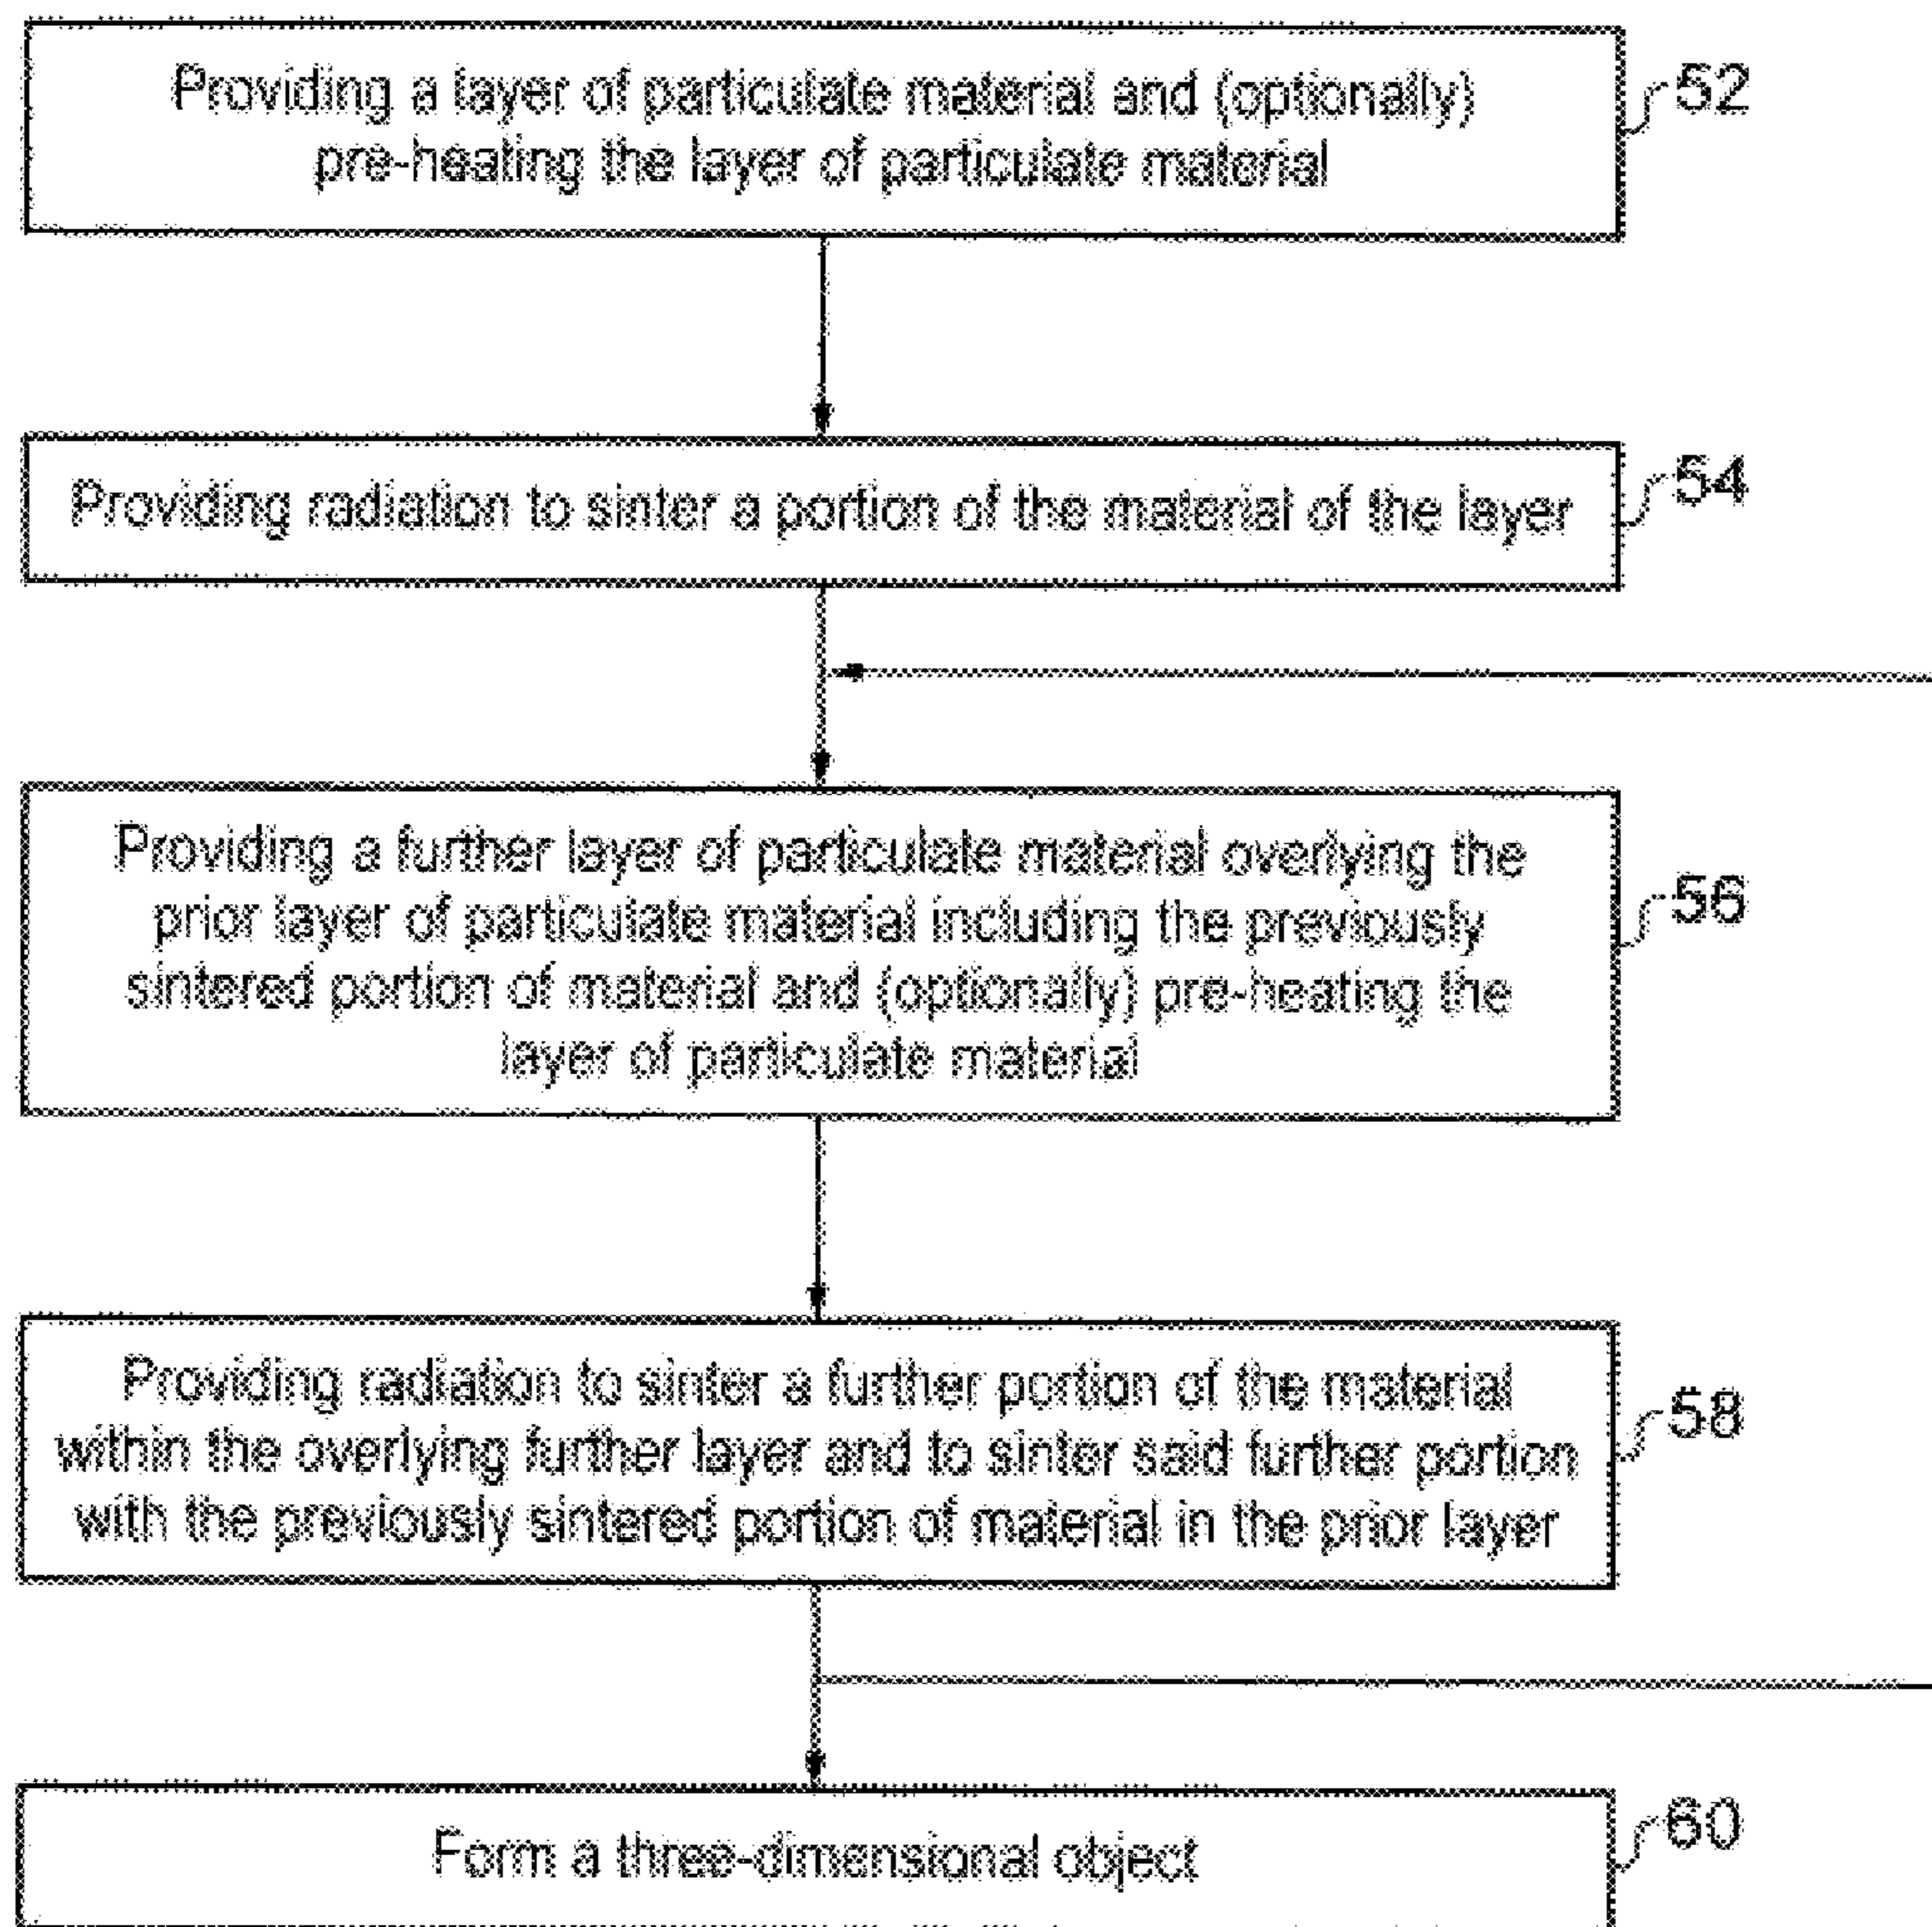 Providing a layer of particulate material and (optionally)
pre-heating the layer of particulate material
52
Providing radiation to sinter a portion of the material of the layer
54
Providing a further layer of particulate material overlying the
prior layer of particulate material including the previously
sintered portion of material and (optionally) pre-heating the
layer of particulate material
56
Providing radiation to sinter a further portion of the material
within the overlying further layer and to sinter said further portion
with the previously sintered portion of material in the prior layer
58
Form a three-dimensional object
60